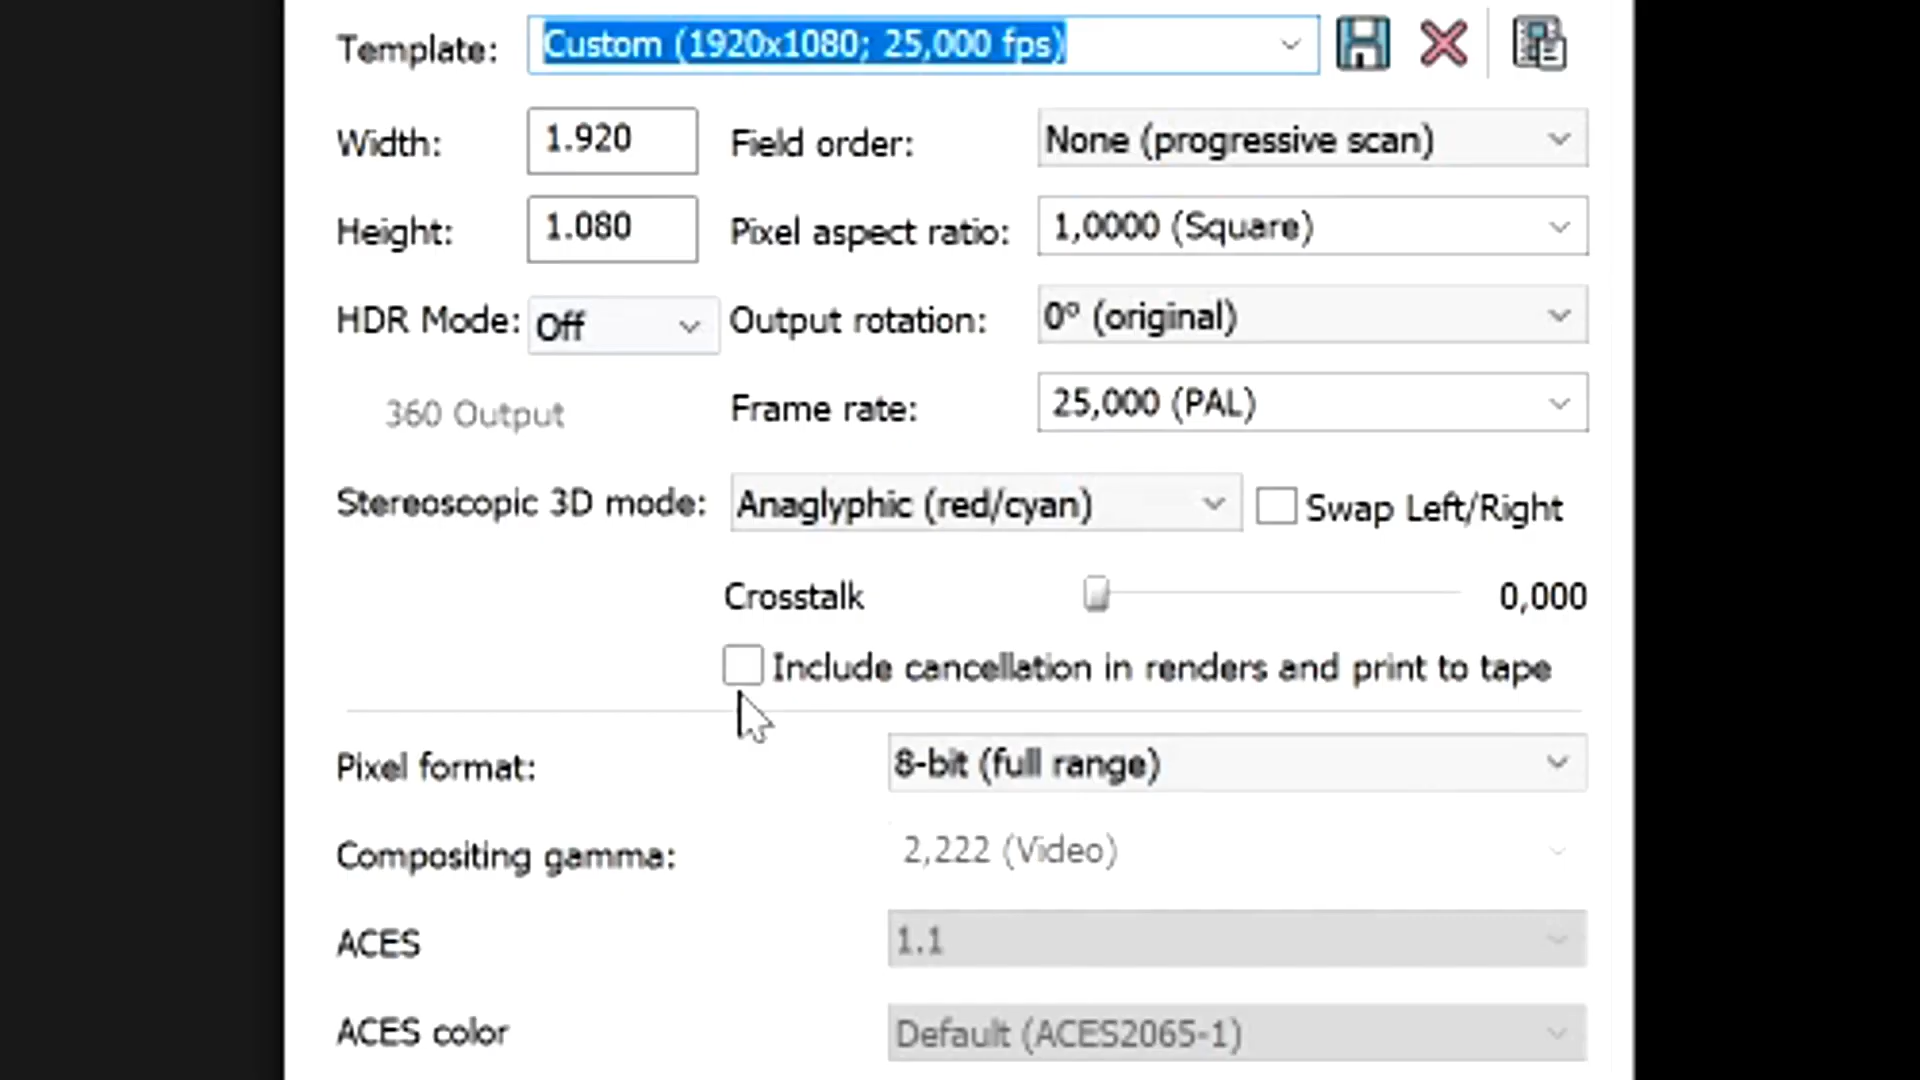 Template: Custom (1920x1080; 25,000 fps)
Width: 1.920 Field order: None (progressive scan)
Height: 1.080 Pixel aspect ratio: 1,0000 (Square)
HDR Mode: Off Output rotation: 0º (original)
360 Output Frame rate: 25,000 (PAL)
Stereoscopic 3D mode: Anaglyphic (red/cyan) Swap Left/Right
Crosstalk 0,000
Include cancellation in renders and print to tape
Pixel format: 8-bit (full range)
Compositing gamma: 2,222 (Video)
ACES 1.1
ACES color Default (ACES2065-1)